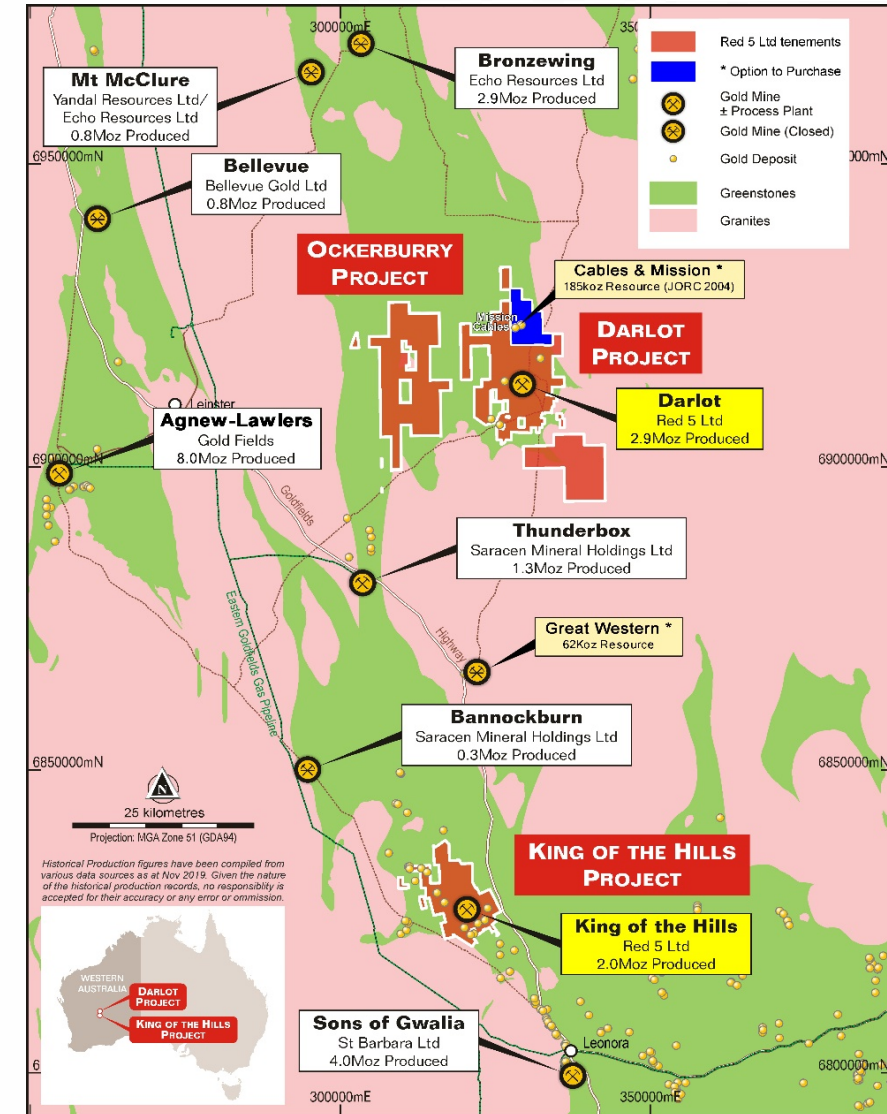 300000mE
350
Mt McClure
Yandal Resources Ltd/
Echo Resources Ltd
0.8Moz Produced
Bronzewing
Echo Resources Ltd
2.9Moz Produced
Red 5 Ltd tenements
* Option to Purchase
Gold Mine
± Process Plant
Gold Mine (Closed)
Gold Deposit
Greenstones
Granites
6950000mN
000mN
Bellevue
Bellevue Gold Ltd
0.8Moz Produced
OCKERBURRY
PROJECT
Cables & Mission *
185koz Resource (JORC 2004)
Mission
Cables
DARLOT
PROJECT
Darlot
Red 5 Ltd
2.9Moz Produced
Leinster
Agnew-Lawlers
Gold Fields
8.0Moz Produced
6900000mN
6900000mN
Goldfields
Thunderbox
Saracen Mineral Holdings Ltd
1.3Moz Produced
Eastern Goldfields Gas Pipeline
Highway
Great Western *
62Koz Resource
Bannockburn
Saracen Mineral Holdings Ltd
0.3Moz Produced
6850000mN
6850000mN
N
25 kilometres
Projection: MGA Zone 51 (GDA94)
Historical Production figures have been compiled from
various data sources as at Nov 2019. Given the nature
of the historical production records, no responsiblity is
accepted for their accuracy or any error or ommission.
KING OF THE HILLS
PROJECT
King of the Hills
Red 5 Ltd
2.0Moz Produced
WESTERN
AUSTRALIA
DARLOT
PROJECT
KING OF THE HILLS
PROJECT
Sons of Gwalia
St Barbara Ltd
4.0Moz Produced
Leonora
6
6800000mN
300000mE
350000mE